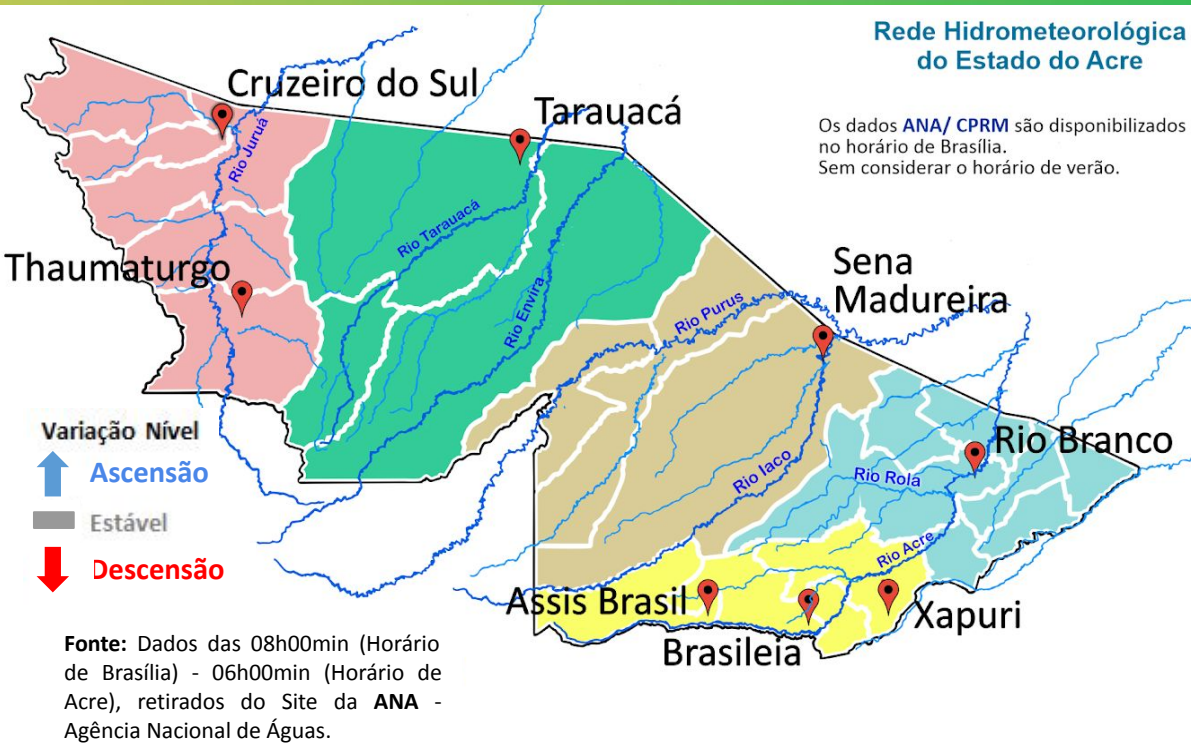 Rede Hidrometeorológica
do Estado do Acre
Os dados ANA/ CPRM são disponibilizados
no horário de Brasília.
Sem considerar o horário de verão.
Cruzeiro do Sul
Tarauacá
Rio Juruá
Rio Tarauacá
Thaumaturgo
Rio Envira
Sena
Madureira
Rio Purus
Variação Nível
Ascensão
Estável
Descensão
Rio Branco
Rio Iaco
Rio Rola
Rio Acre
Assis Brasil
Xapuri
Brasileia
Fonte: Dados das 08h00min (Horário
de Brasília) - 06h00min (Horário de
Acre), retirados do Site da ANA -
Agência Nacional de Águas.